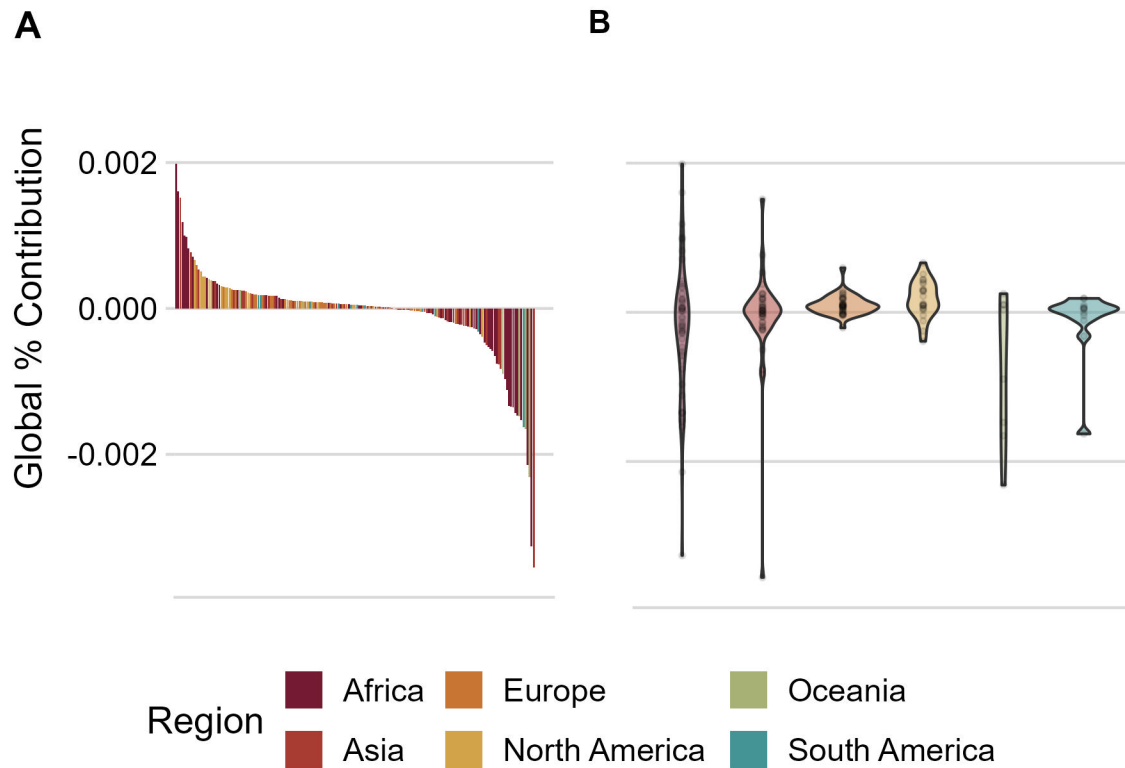 A
B
Global % Contribution
0.002
0.000
-0.002
Region
Africa
Europe
Oceania
Asia
North America
South America